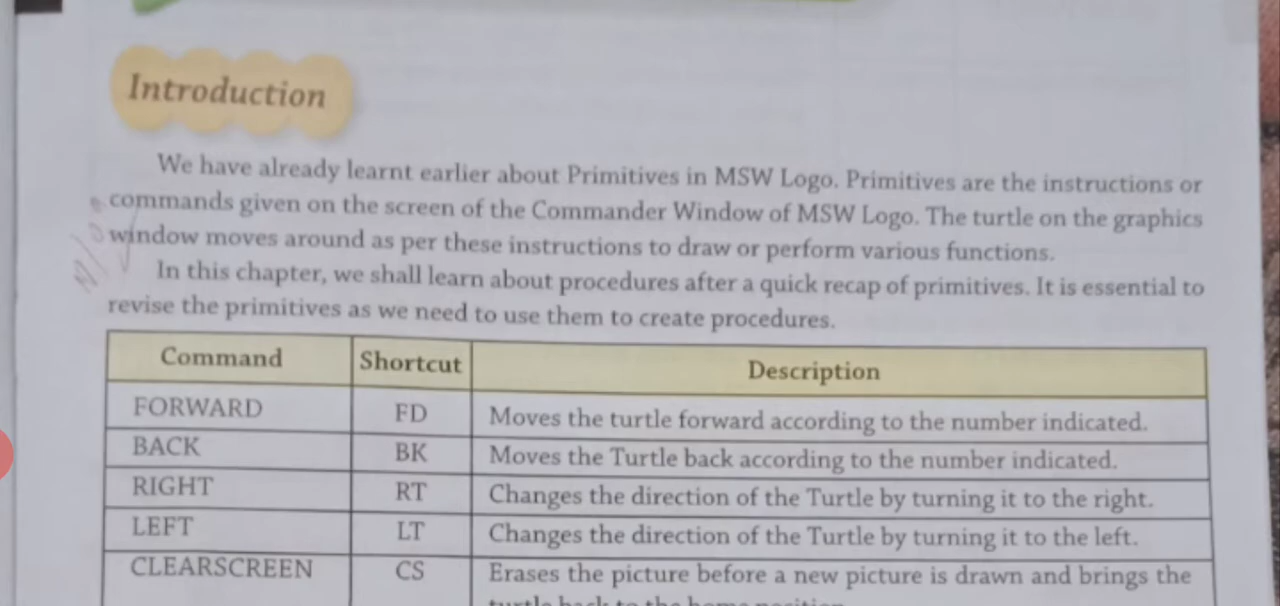 Introduction
We have already learnt earlier about Primitives in MSW Logo. Primitives are the instructions or
commands given on the screen of the Commander Window of MSW Logo. The turtle on the graphics
window moves around as per these instructions to draw or perform various functions.
In this chapter, we shall learn about procedures after a quick recap of primitives. It is essential to
revise the primitives as we need to use them to create procedures.
Command Shortcut Description
FORWARD FD Moves the turtle forward according to the number indicated.
BACK BK Moves the Turtle back according to the number indicated.
RIGHT RT Changes the direction of the Turtle by turning it to the right.
LEFT LT Changes the direction of the Turtle by turning it to the left.
CLEARSCREEN CS Erases the picture before a new picture is drawn and brings the
turtle back to the home position